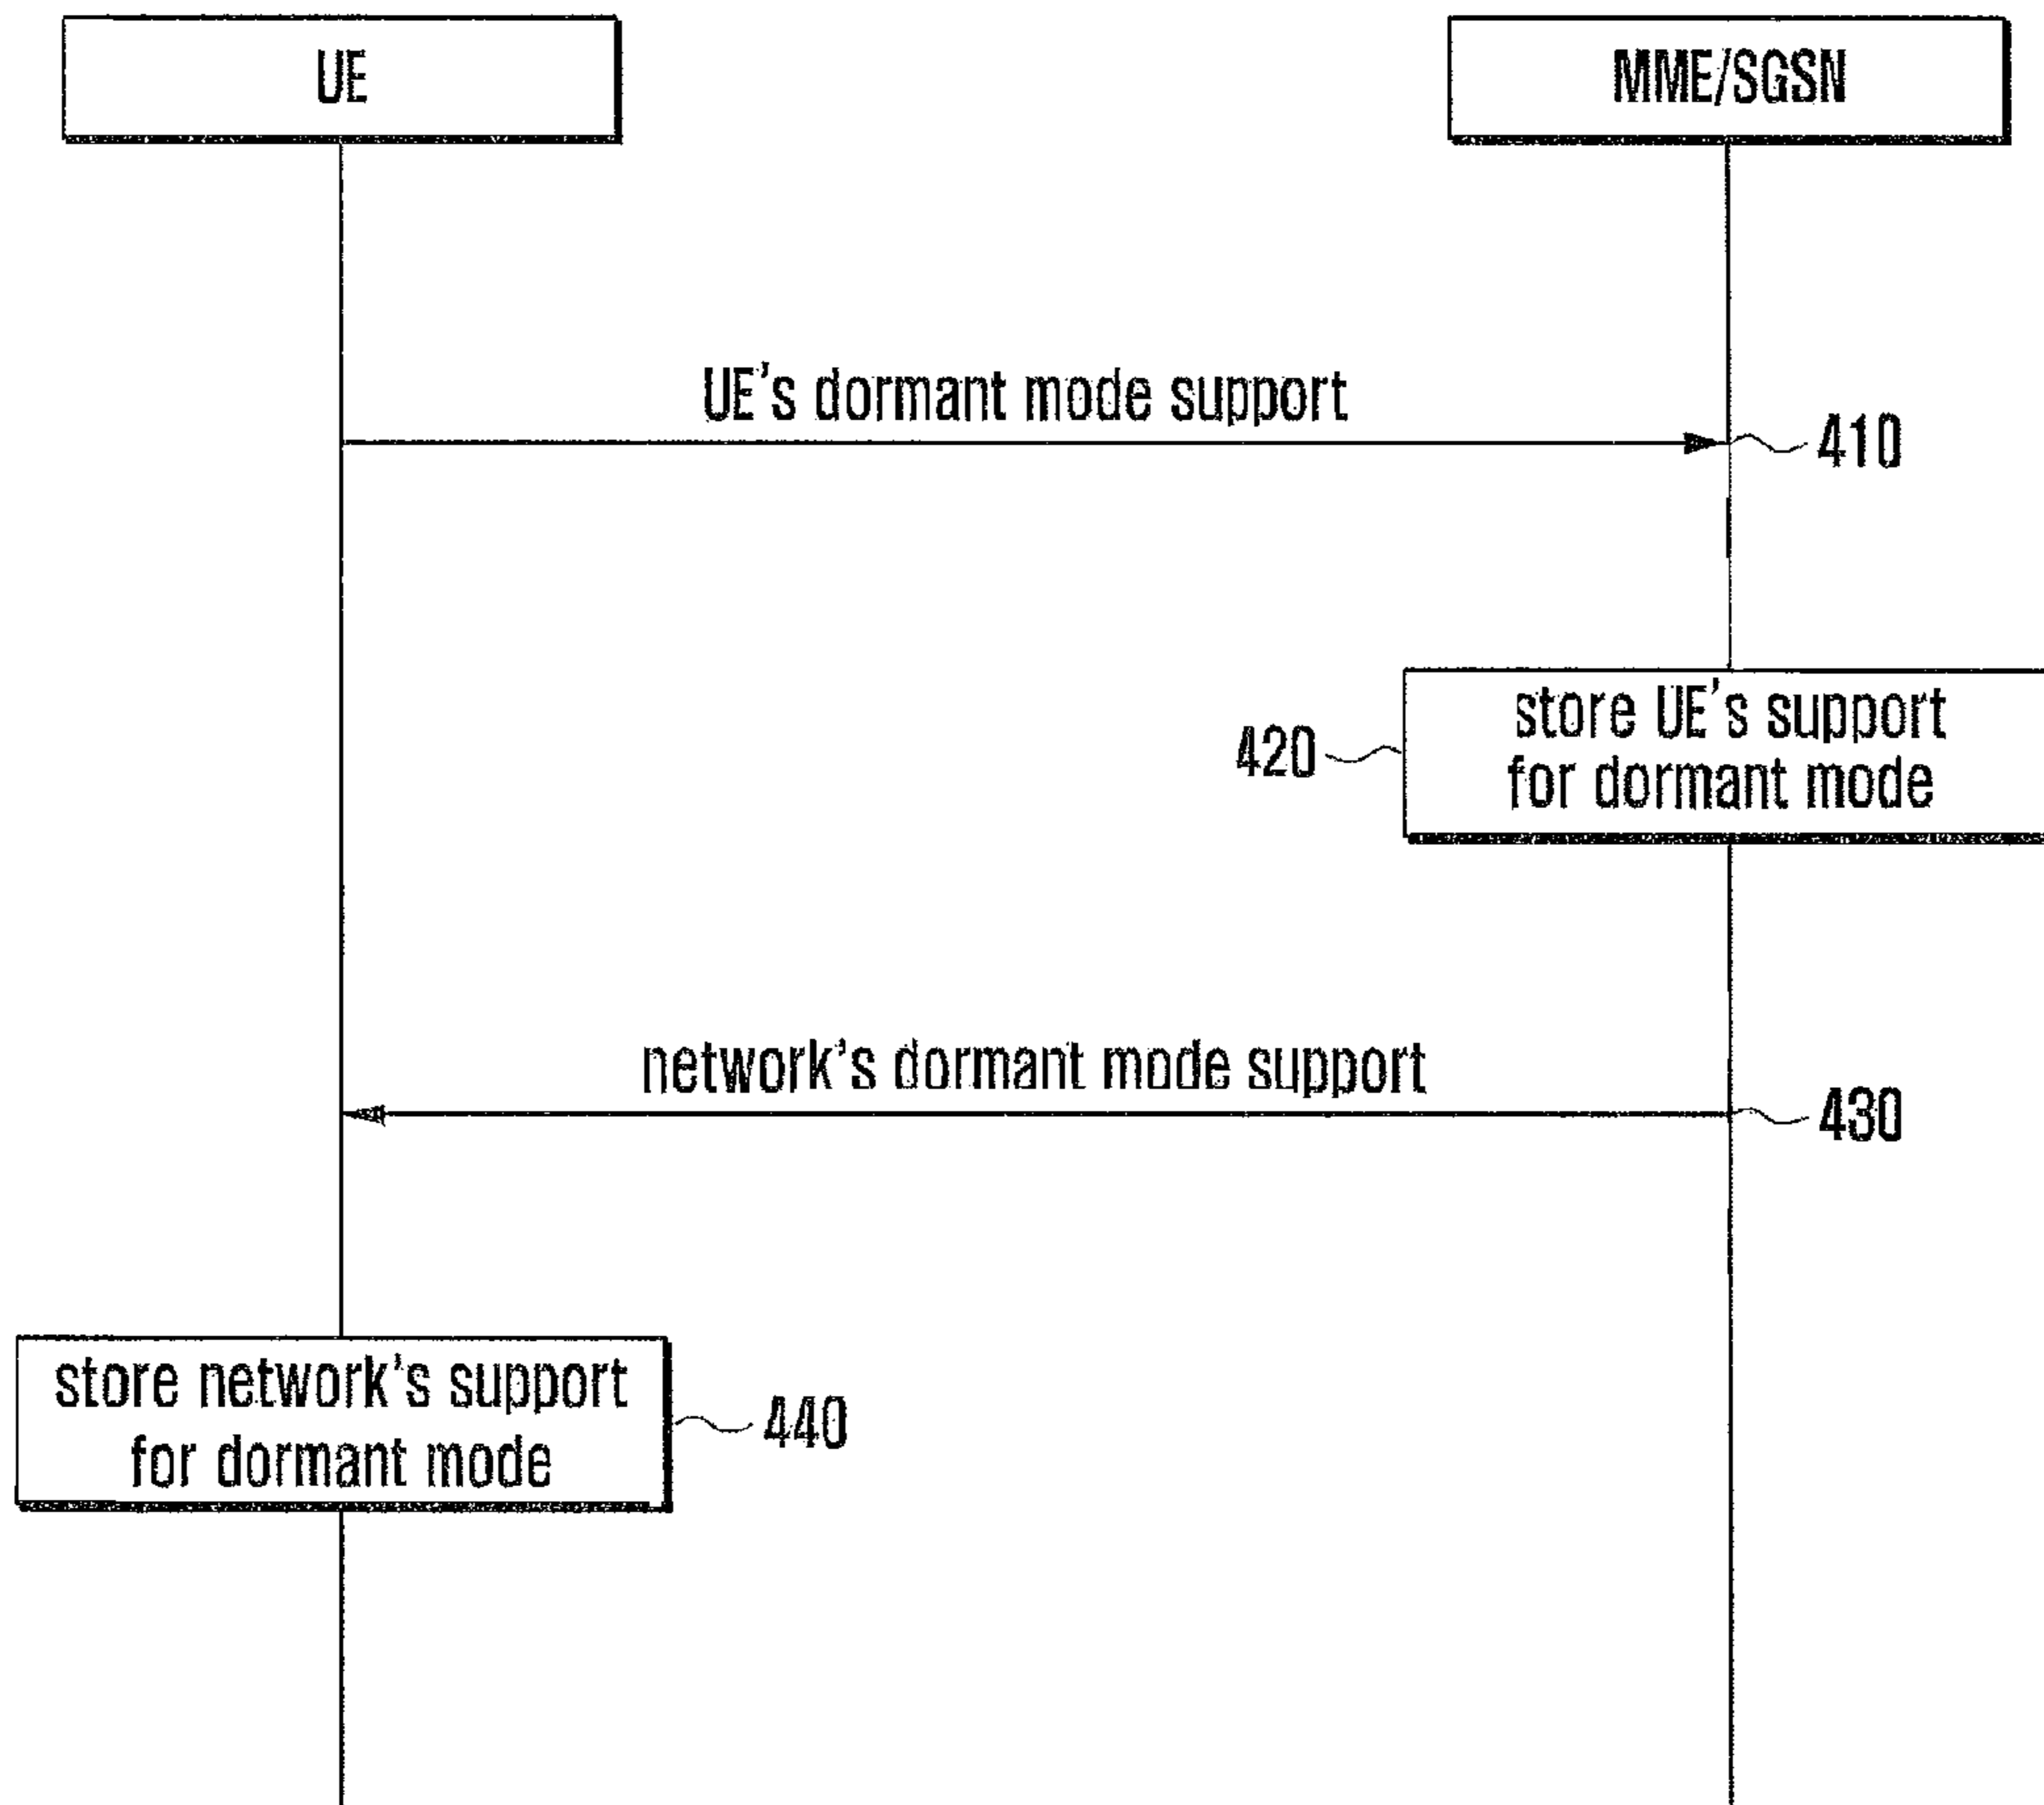 UE
MME/SGSN
UE's dormant mode support
410
store UE's support
for dormant mode
420
network's dormant mode support
430
store network's support
for dormant mode
440